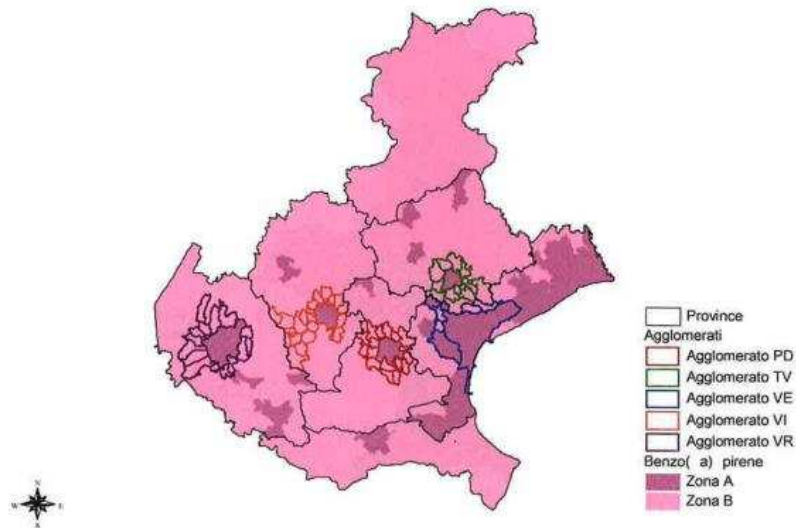 Province
Agglomerati
Agglomerato PD
Agglomerato TV
Agglomerato VE
Agglomerato VI
Agglomerato VR
Benzo( a) pirene
Zona A
Zona B
N
W E